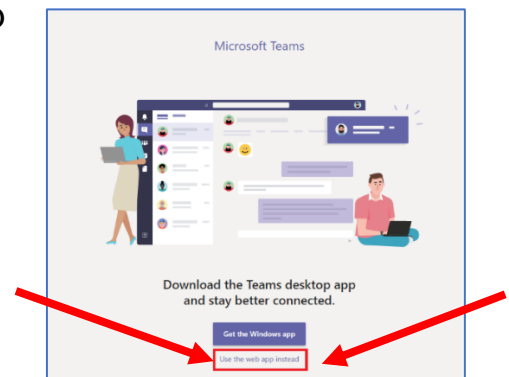 Microsoft Teams
Download the Teams desktop app
and stay better connected.
Get the Windows app
Use the web app instead